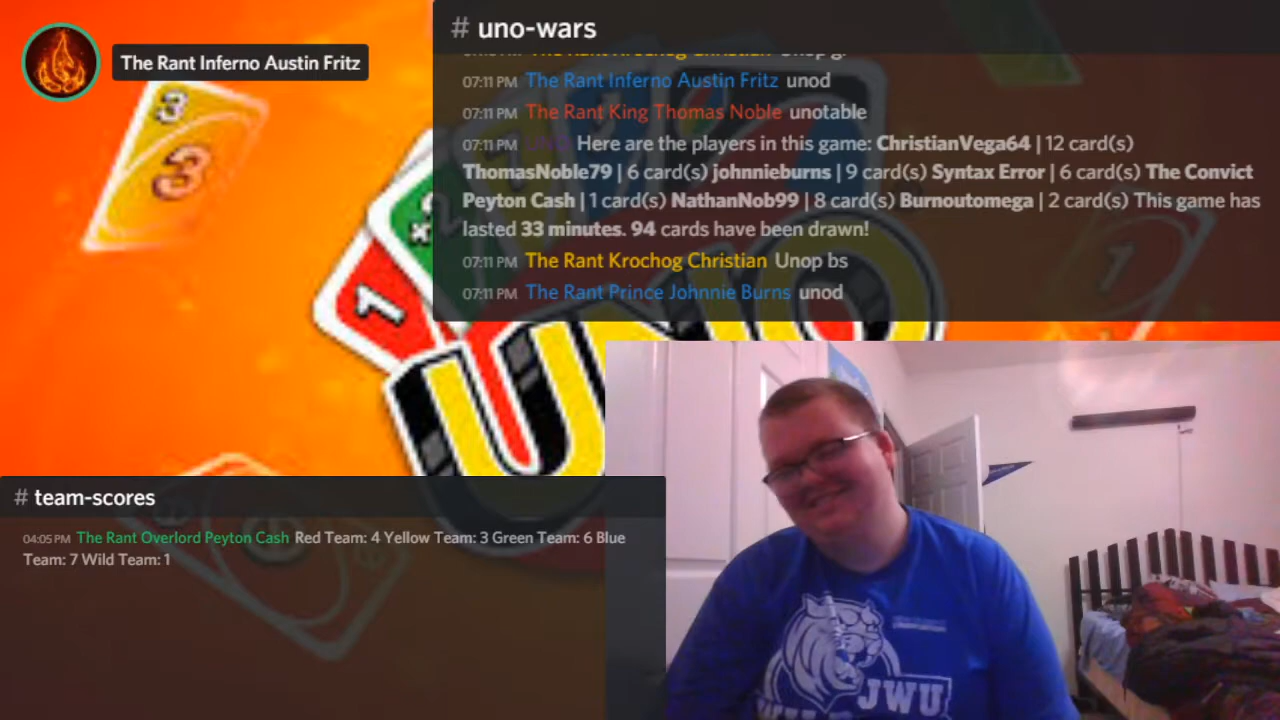 The Rant Inferno Austin Fritz
# uno-wars
07:11 PM The Rant Inferno Austin Fritz unod
07:11 PM The Rant King Thomas Noble unotable
07:11 PM Here are the players in this game: ChristianVega64 | 12 card(s)
ThomasNoble79 | 6 card(s) johnnieburns | 9 card(s) Syntax Error | 6 card(s) The Convict
Peyton Cash | 1 card(s) NathanNob99 | 8 card(s) Burnoutomega | 2 card(s) This game has
lasted 33 minutes. 94 cards have been drawn!
07:11 PM The Rant Krochog Christian Unop bs
07:11 PM The Rant Prince Johnnie Burns unod
3
3
1
1
UNO
# team-scores
04:05 PM The Rant Overlord Peyton Cash Red Team: 4 Yellow Team: 3 Green Team: 6 Blue
Team: 7 Wild Team: 1
JWU